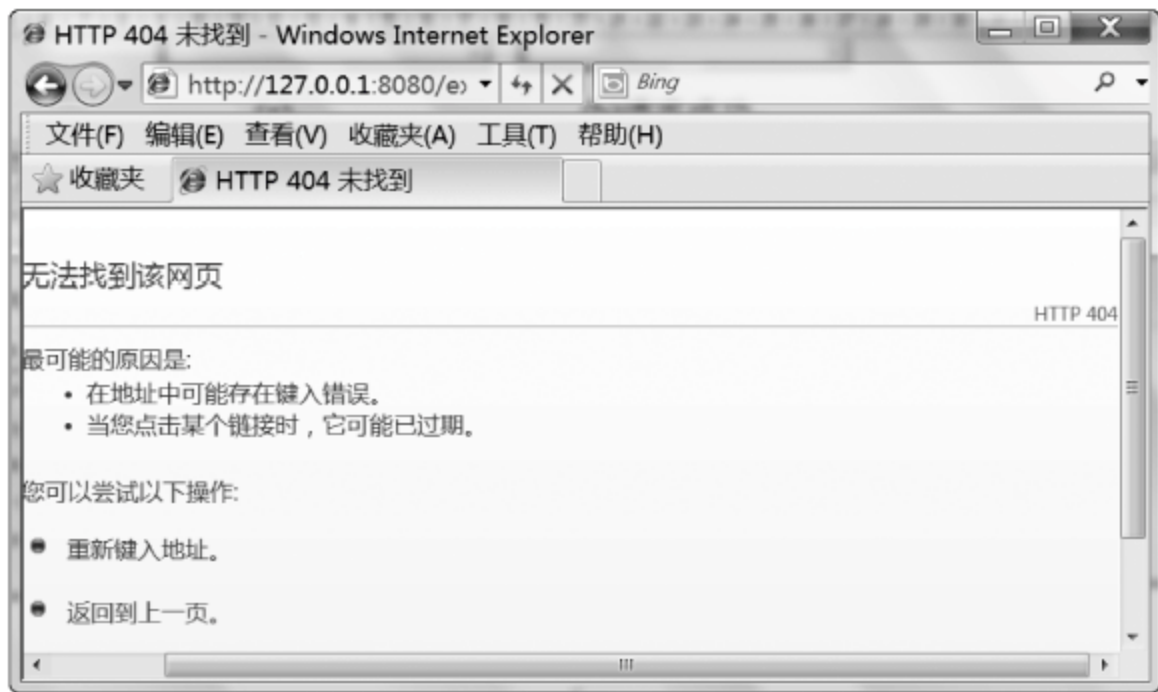 HTTP 404 未找到 - Windows Internet Explorer
http://127.0.0.1:8080/e
Bing
文件(F) 编辑(E) 查看(V) 收藏夹(A) 工具(T) 帮助(H)
收藏夹 HTTP 404 未找到
无法找到该网页
HTTP 404
最可能的原因是:
• 在地址中可能存在键入错误。
• 当您点击某个链接时，它可能已过期。
您可以尝试以下操作:
重新键入地址。
返回到上一页。